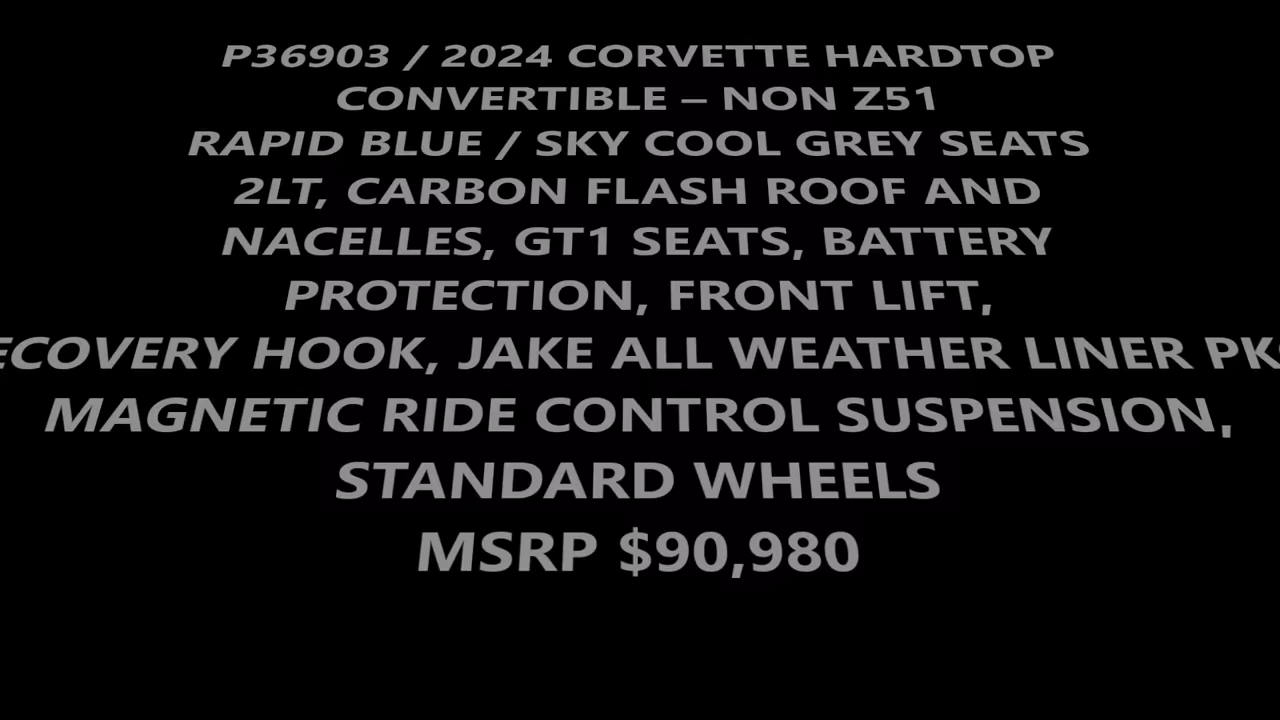 P36903 / 2024 CORVETTE HARDTOP
CONVERTIBLE – NON Z51
RAPID BLUE / SKY COOL GREY SEATS
2LT, CARBON FLASH ROOF AND
NACELLES, GT1 SEATS, BATTERY
PROTECTION, FRONT LIFT,
ECOVERY HOOK, JAKE ALL WEATHER LINER PK
MAGNETIC RIDE CONTROL SUSPENSION,
STANDARD WHEELS
MSRP $90,980